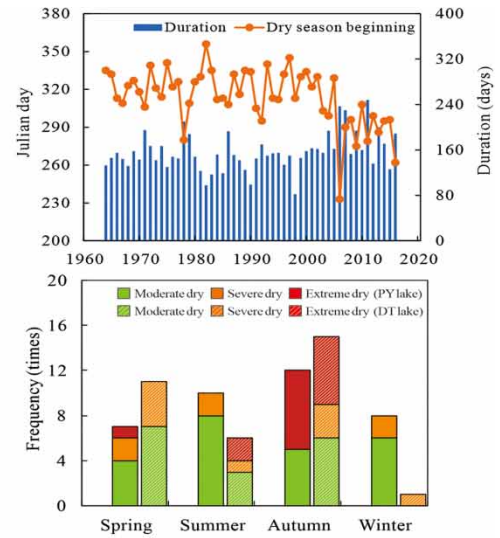 Duration Dry season beginning
380
350
320
290
260
230
200
Julian day
400
320
240
160
80
0
Duration (days)
1960 1970 1980 1990 2000 2010 2020
20
16
12
8
4
0
Frequency (times)
Moderate dry Severe dry Extreme dry (PY lake)
Moderate dry Severe dry Extreme dry (DT lake)
Spring Summer Autumn Winter